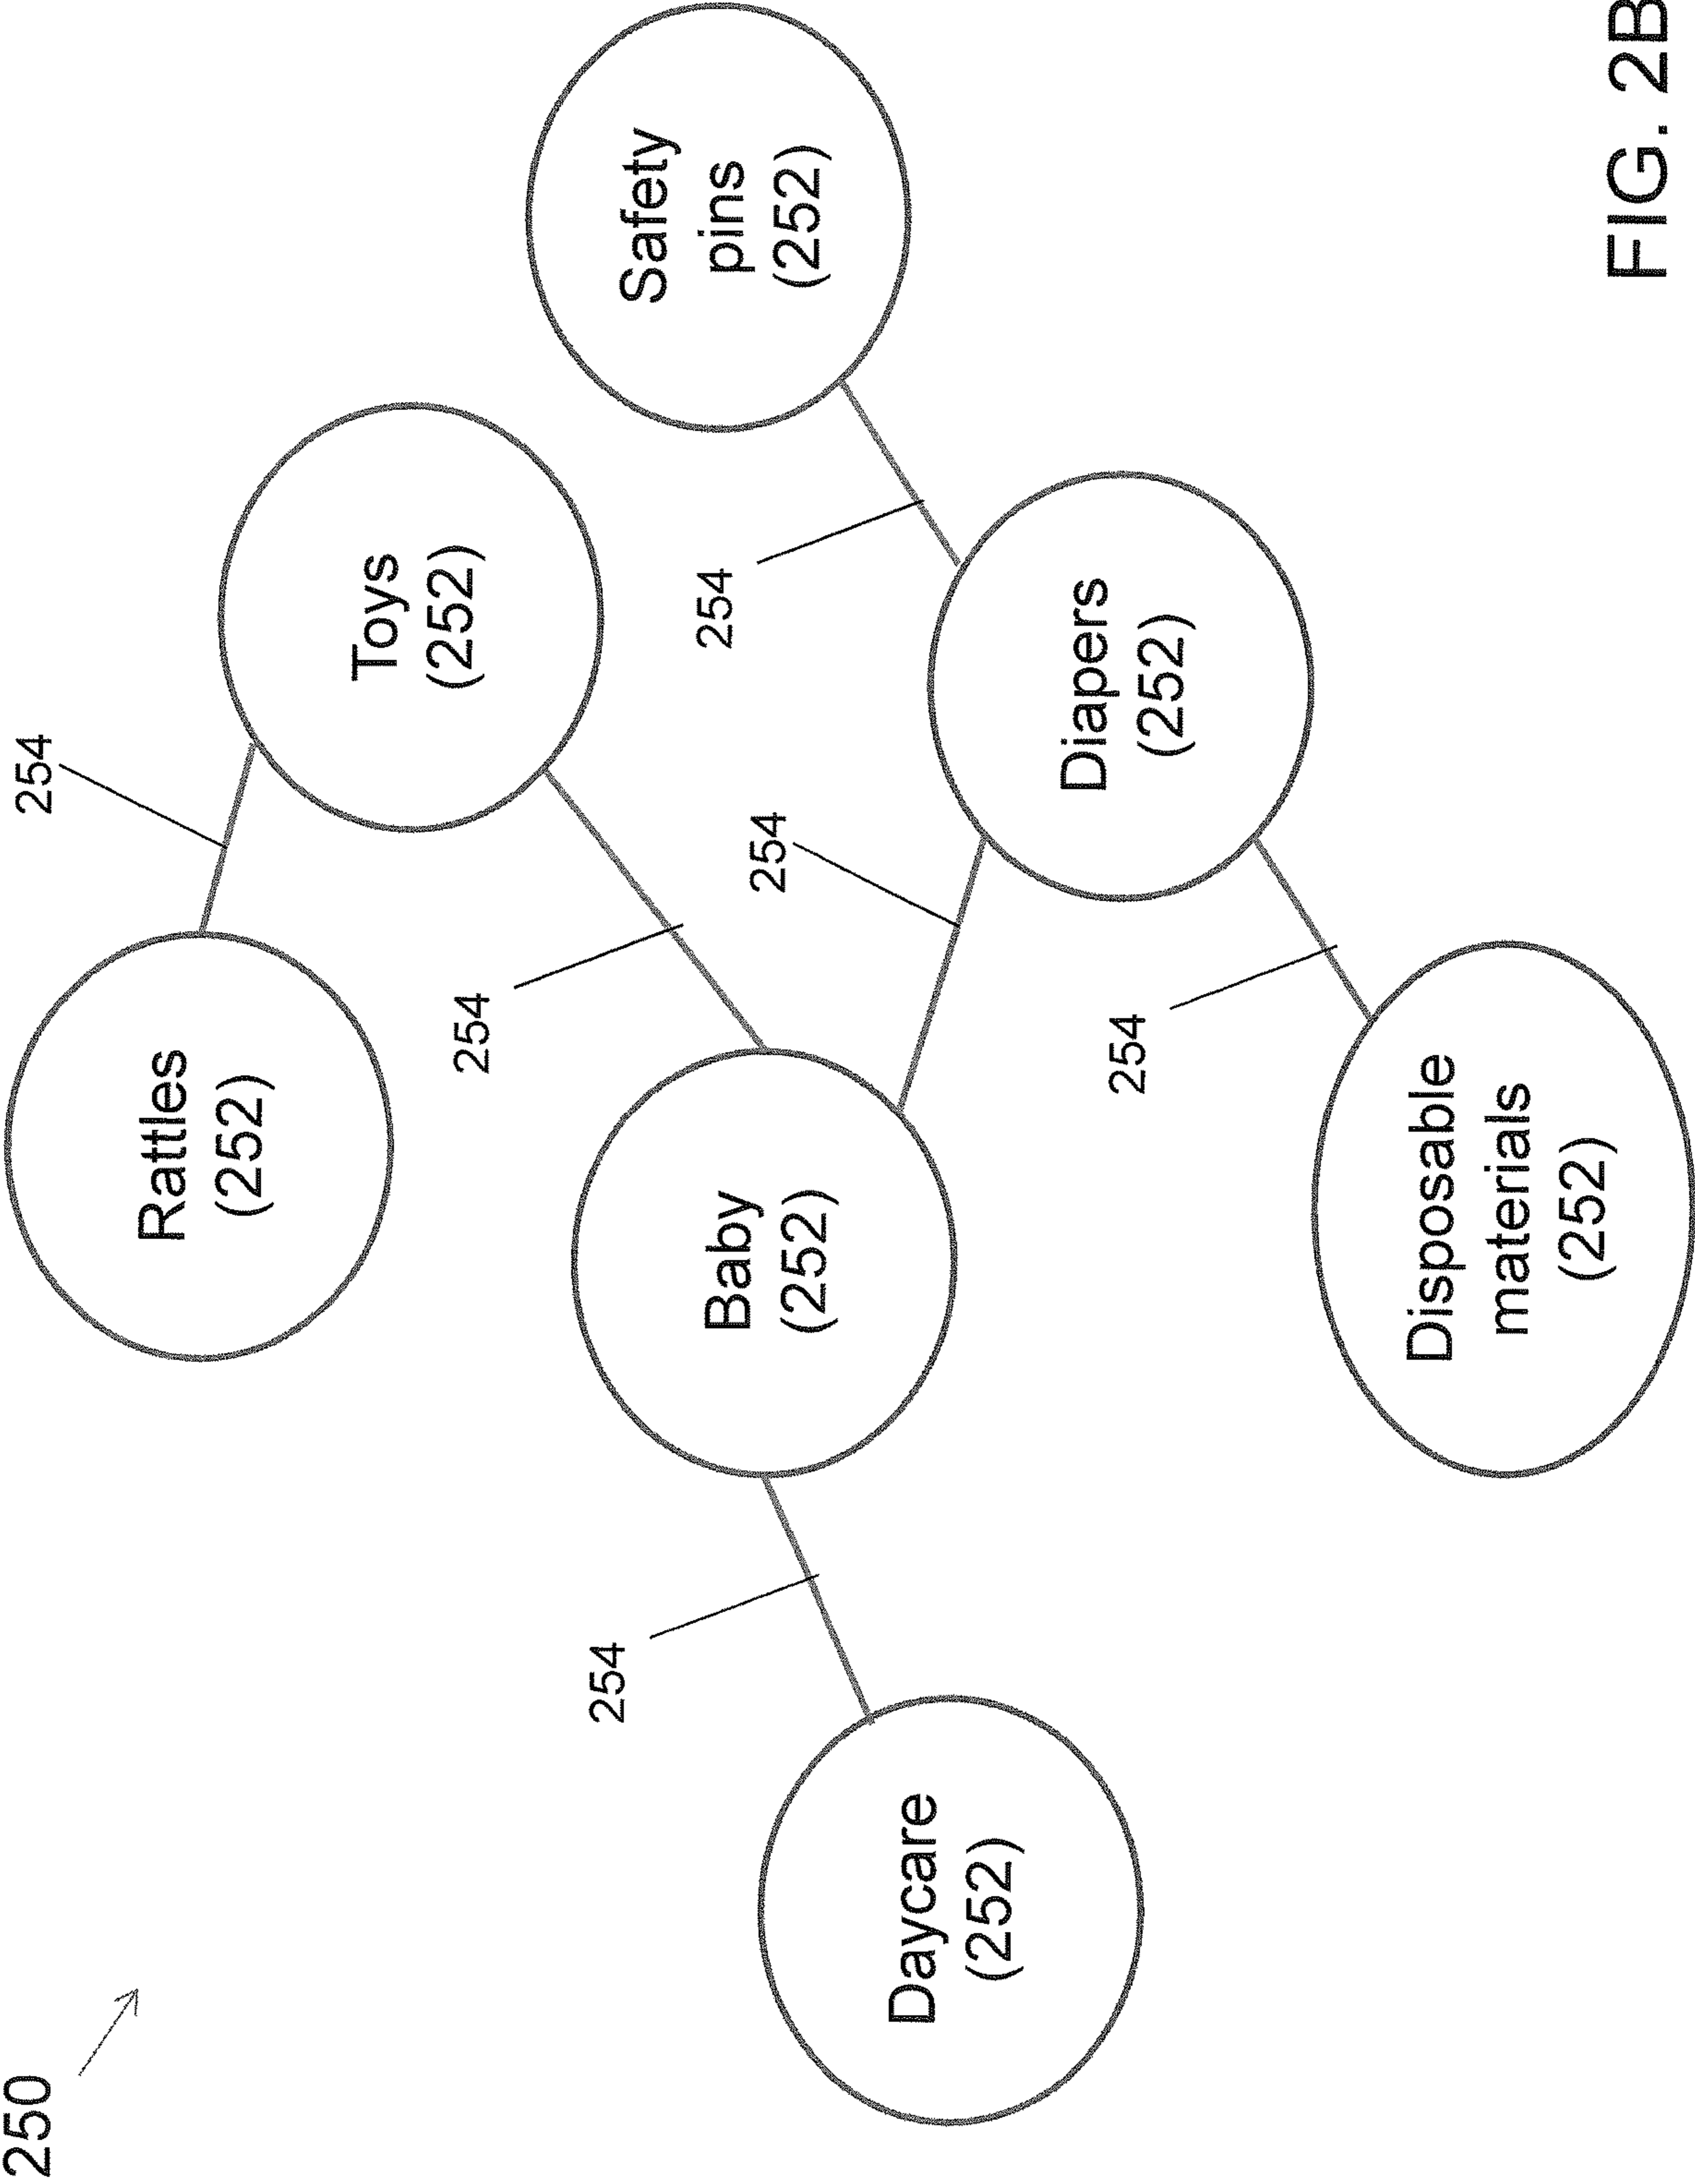 250
254
Rattles
(252)
Toys
(252)
254
Safety
pins
(252)
254
Baby
(252)
254
254
Daycare
(252)
Diapers
(252)
254
Disposable
materials
(252)
FIG. 2B